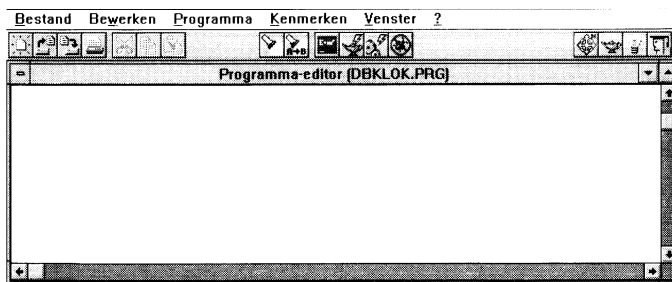 Bestand Bewerken Programma Kenmerken Venster ?
A→B
Programma-editor (DBKLOK.PRG)